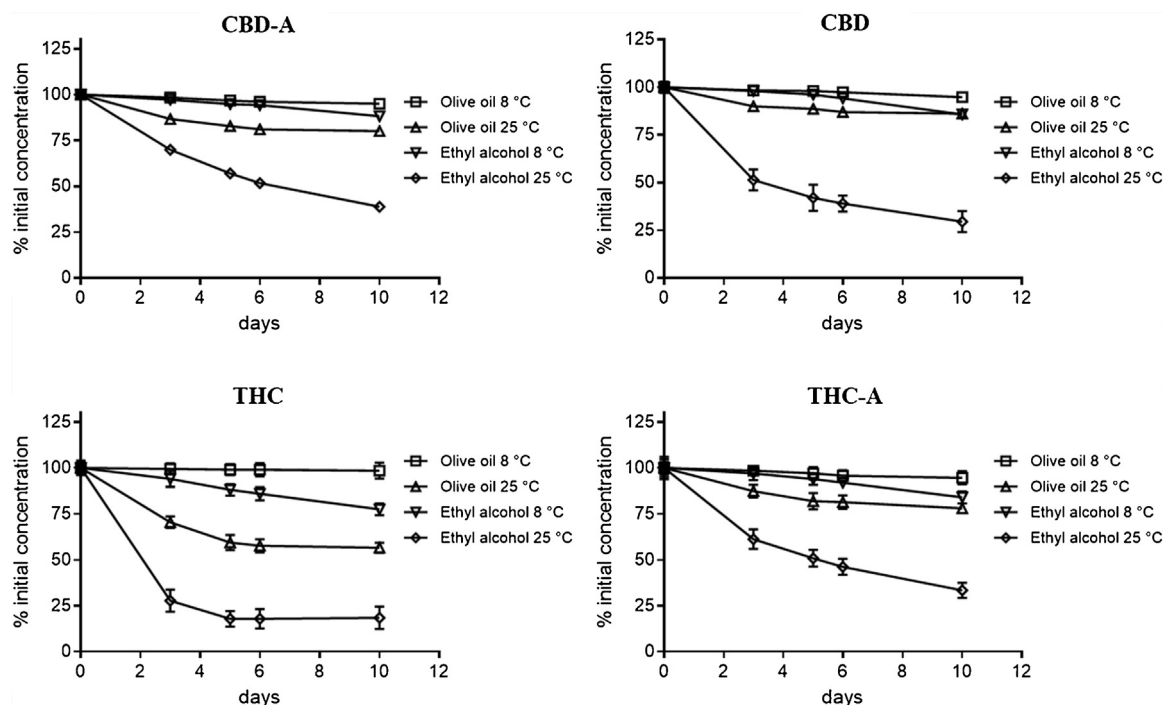 CBD-A
% initial concentration
125
100
75
50
25
0
0 2 4 6 8 10 12
days
Olive oil 8 °C
Olive oil 25 °C
Ethyl alcohol 8 °C
Ethyl alcohol 25 °C
CBD
% initial concentration
125
100
75
50
25
0
0 2 4 6 8 10 12
days
Olive oil 8 °C
Olive oil 25 °C
Ethyl alcohol 8 °C
Ethyl alcohol 25 °C
THC
% initial concentration
125
100
75
50
25
0
0 2 4 6 8 10 12
days
Olive oil 8 °C
Olive oil 25 °C
Ethyl alcohol 8 °C
Ethyl alcohol 25 °C
THC-A
% initial concentration
125
100
75
50
25
0
0 2 4 6 8 10 12
days
Olive oil 8 °C
Olive oil 25 °C
Ethyl alcohol 8 °C
Ethyl alcohol 25 °C